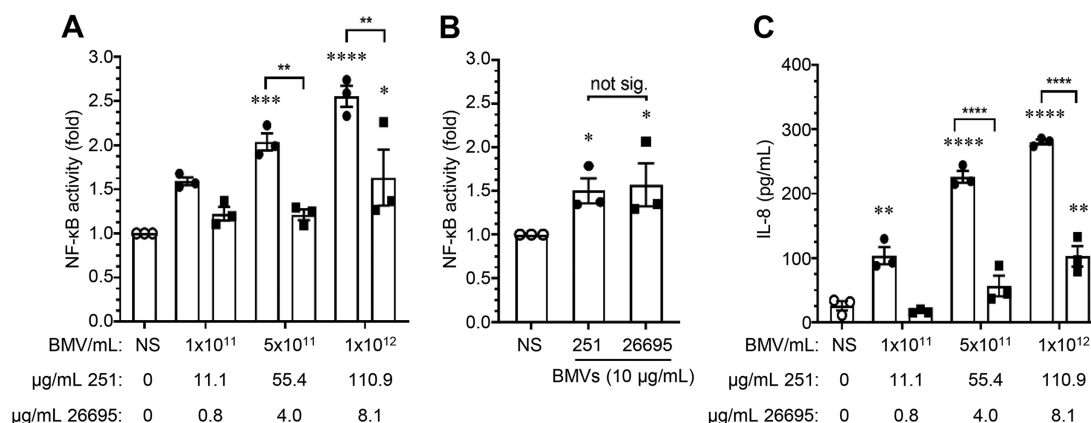 A
NF-κB activity (fold)
3.0
2.5
2.0
1.5
1.0
0.5
0.0
***
**
****
**
*
BMV/mL: NS 1x10¹¹ 5x10¹¹ 1x10¹²
µg/mL 251: 0 11.1 55.4 110.9
µg/mL 26695: 0 0.8 4.0 8.1
B
NF-κB activity (fold)
3.0
2.5
2.0
1.5
1.0
0.5
0.0
not sig.
*
*
NS 251 26695
BMVs (10 µg/mL)
C
IL-8 (pg/mL)
400
300
200
100
0
**
****
****
****
****
**
BMV/mL: NS 1x10¹¹ 5x10¹¹ 1x10¹²
µg/mL 251: 0 11.1 55.4 110.9
µg/mL 26695: 0 0.8 4.0 8.1